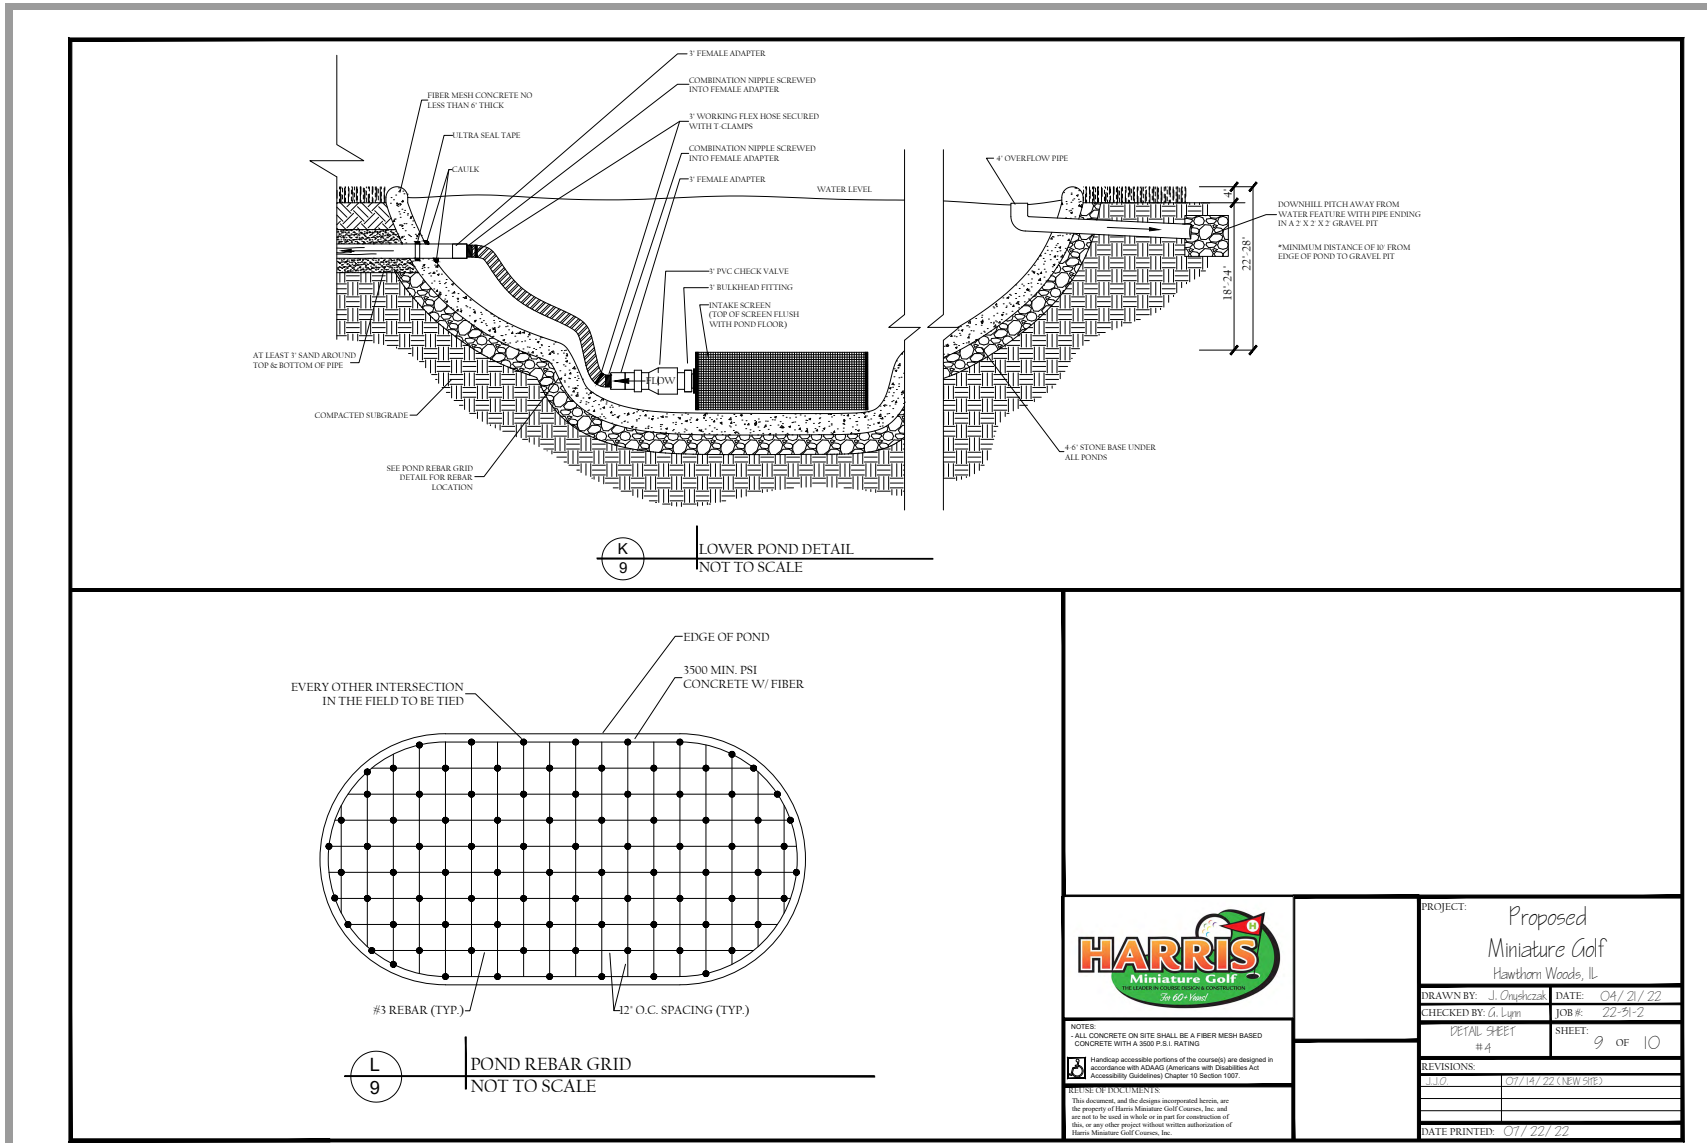 3" FEMALE ADAPTER
COMBINATION NIPPLE SCREWED
INTO FEMALE ADAPTER
FIBER MESH CONCRETE NO
LESS THAN 6" THICK
3" WORKING FLEX HOSE SECURED
WITH T-CLAMPS
ULTRA SEAL TAPE
COMBINATION NIPPLE SCREWED
INTO FEMALE ADAPTER
CAULK
3" FEMALE ADAPTER
WATER LEVEL
4" OVERFLOW PIPE
4"
18"-24"
22"-28"
DOWNHILL PITCH AWAY FROM
WATER FEATURE WITH PIPE ENDING
IN A 2' X 2' X 2' GRAVEL PIT
*MINIMUM DISTANCE OF 10' FROM
EDGE OF POND TO GRAVEL PIT
3" PVC CHECK VALVE
3" BULKHEAD FITTING
INTAKE SCREEN
(TOP OF SCREEN FLUSH
WITH POND FLOOR)
FLOW
AT LEAST 3" SAND AROUND
TOP & BOTTOM OF PIPE
COMPACTED SUBGRADE
SEE POND REBAR GRID
DETAIL FOR REBAR
LOCATION
4-6" STONE BASE UNDER
ALL PONDS
K
9
LOWER POND DETAIL
NOT TO SCALE
EDGE OF POND
3500 MIN. PSI
CONCRETE W/ FIBER
EVERY OTHER INTERSECTION
IN THE FIELD TO BE TIED
#3 REBAR (TYP.)
12" O.C. SPACING (TYP.)
L
9
POND REBAR GRID
NOT TO SCALE
H
HARRIS
Miniature Golf
THE LEADER IN COURSE DESIGN & CONSTRUCTION
For 60+ Years!
NOTES:
- ALL CONCRETE ON SITE SHALL BE A FIBER MESH BASED
CONCRETE WITH A 3500 P.S.I. RATING
Handicap accessible portions of the course(s) are designed in
accordance with ADAAG (Americans with Disabilities Act
Accessibility Guidelines) Chapter 10 Section 1007.
REUSE OF DOCUMENTS:
This document, and the designs incorporated herein, are
the property of Harris Miniature Golf Courses, Inc. and
are not to be used in whole or in part for construction of
this, or any other project without written authorization of
Harris Miniature Golf Courses, Inc.
PROJECT:
Proposed
Miniature Golf
Hawthorn Woods, IL
DRAWN BY: J. Onyshczak DATE: 04/21/22
CHECKED BY: G. Lynn JOB #: 22-31-2
DETAIL SHEET
#4
SHEET:
9 OF 10
REVISIONS:
J.J.O. 07/14/22 (NEW SITE)
DATE PRINTED: 07/22/22